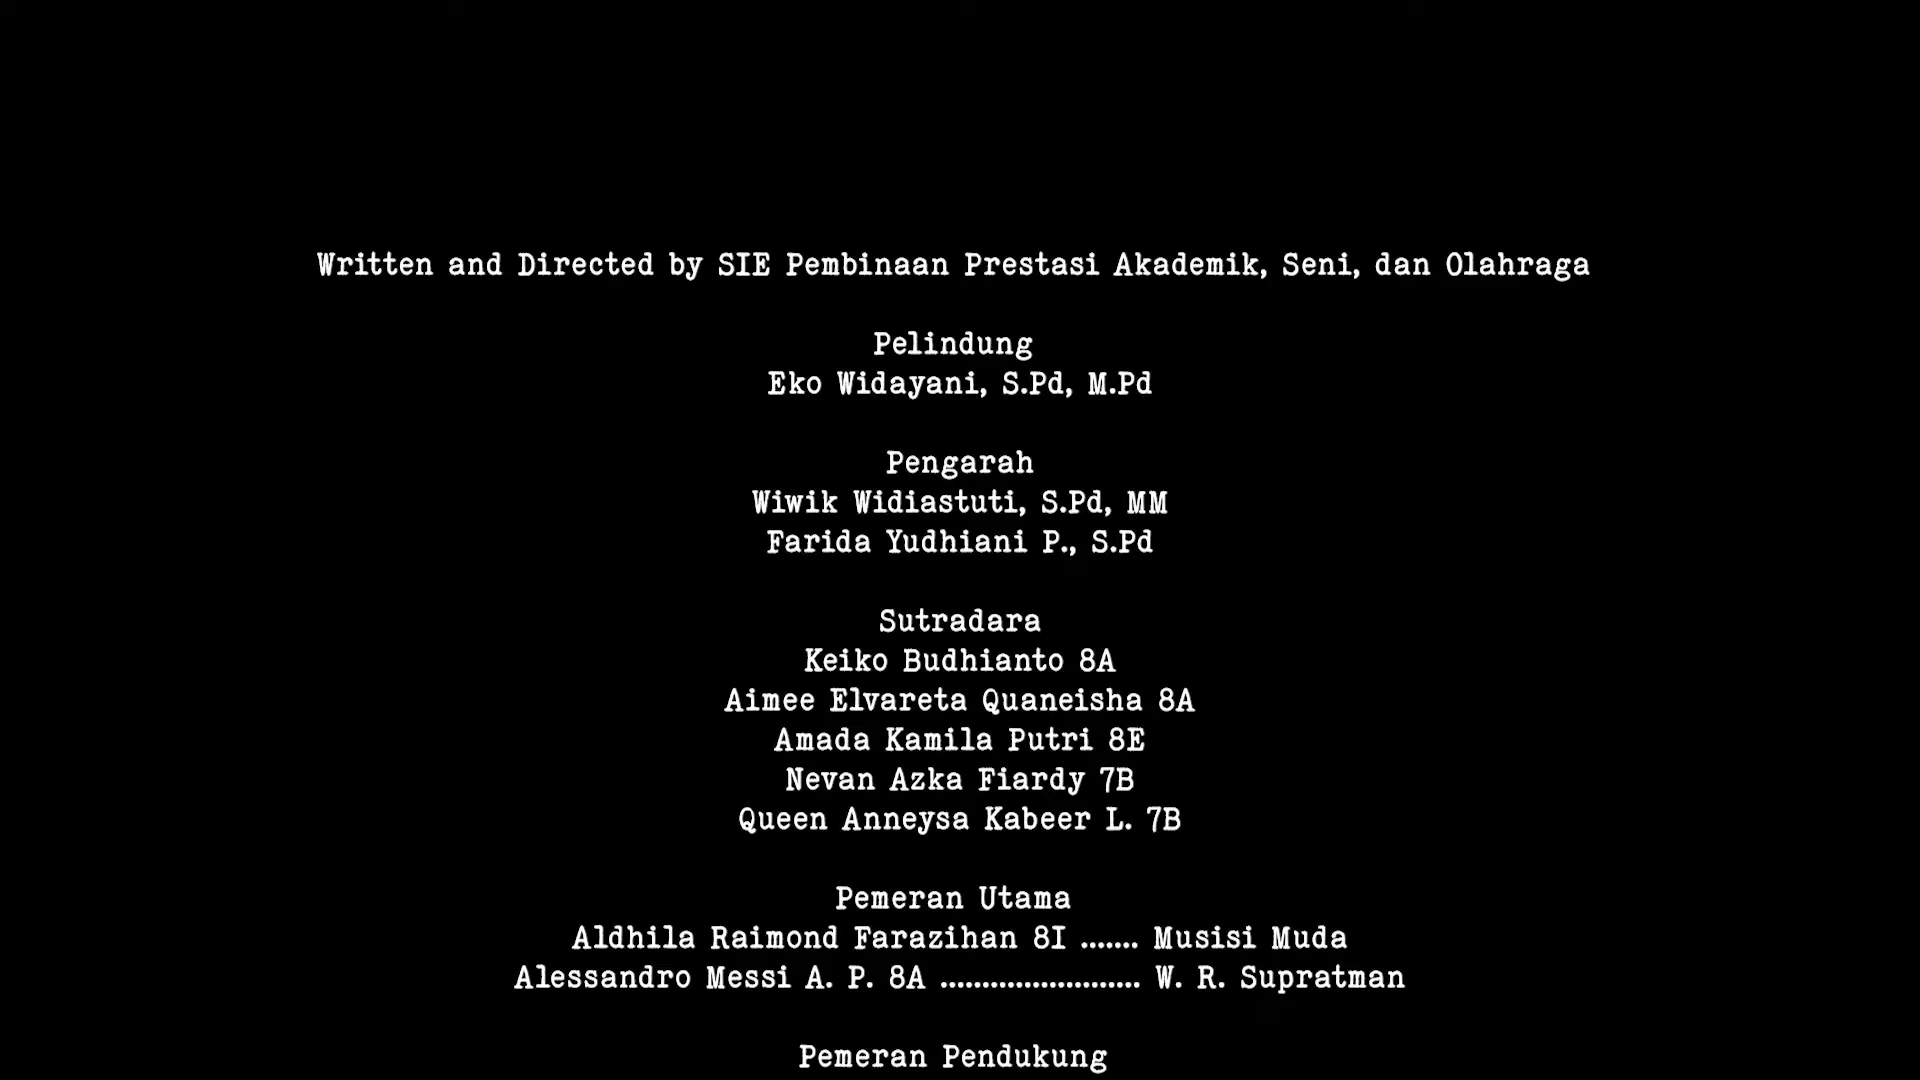 Written and Directed by SIE Pembinaan Prestasi Akademik, Seni, dan Olahraga
Pelindung
Eko Widayani, S.Pd, M.Pd
Pengarah
Wiwik Widiastuti, S.Pd, MM
Farida Yudhiani P., S.Pd
Sutradara
Keiko Budhianto 8A
Aimee Elvareta Quaneisha 8A
Amada Kamila Putri 8E
Nevan Azka Fiardy 7B
Queen Anneysa Kabeer L. 7B
Pemeran Utama
Aldhila Raimond Farazihan 8I ....... Musisi Muda
Alessandro Messi A. P. 8A ........................ W. R. Supratman
Pemeran Pendukung